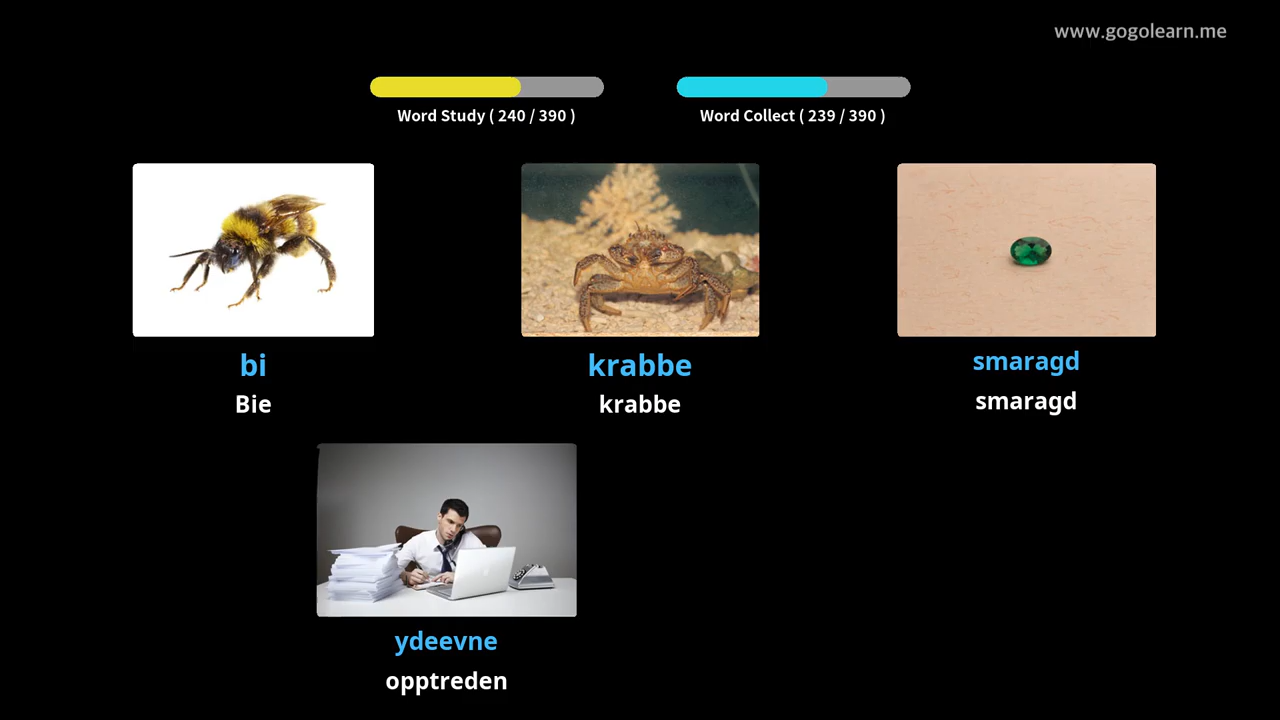 www.gogolearn.me
Word Study ( 240 / 390 )
Word Collect ( 239 / 390 )
bi
Bie
krabbe
krabbe
smaragd
smaragd
ydeevne
opptreden